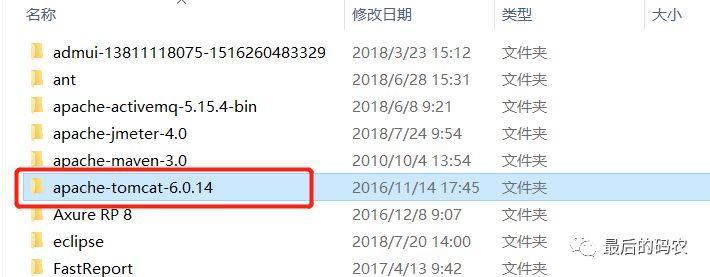 名称 修改日期 类型 大小
admui-13811118075-1516260483329 2018/3/23 15:12 文件夹
ant 2018/6/28 15:31 文件夹
apache-activemq-5.15.4-bin 2018/6/8 9:21 文件夹
apache-jmeter-4.0 2018/7/24 9:54 文件夹
apache-maven-3.0 2010/10/4 13:54 文件夹
apache-tomcat-6.0.14 2016/11/14 17:45 文件夹
Axure RP 8 2016/12/8 9:07 文件夹
eclipse 2018/7/20 14:00 文件夹
FastReport 2017/4/13 9:42 文件夹
最后的码农